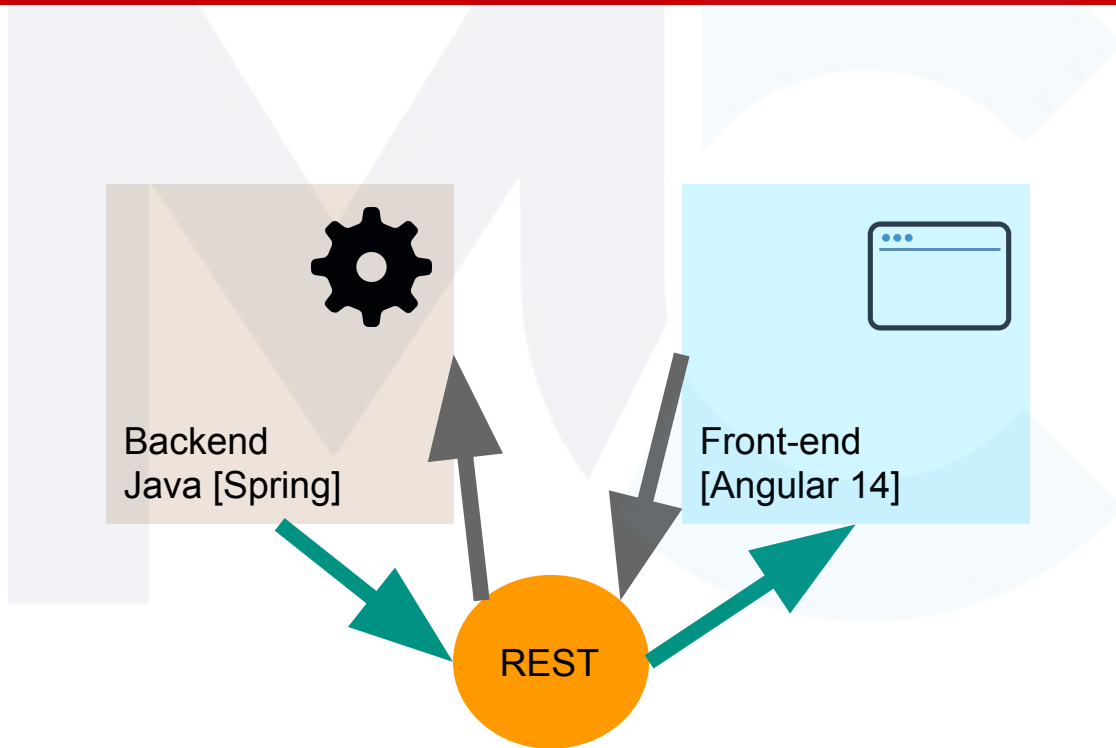 Backend
Java [Spring]
Front-end
[Angular 14]
REST